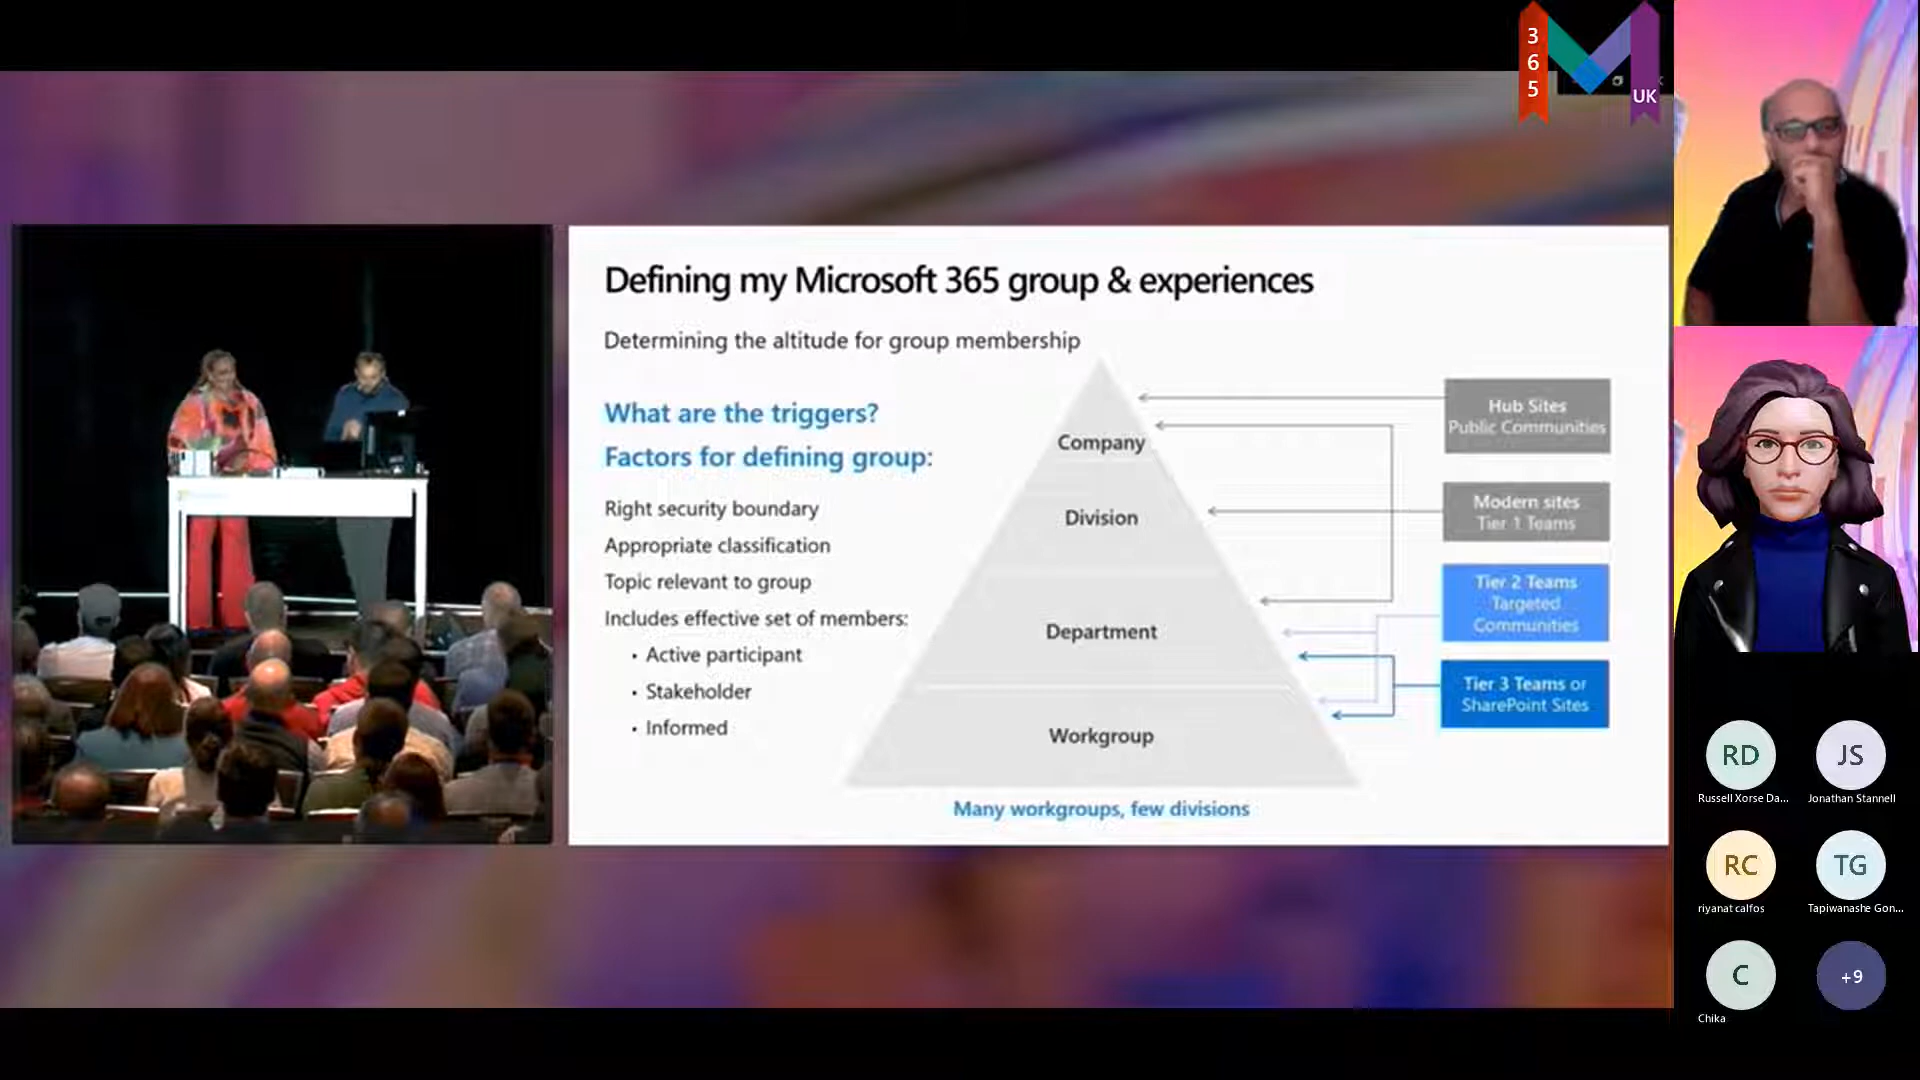 3
6
5
UK
Defining my Microsoft 365 group & experiences
Determining the altitude for group membership
What are the triggers?
Factors for defining group:
Right security boundary
Appropriate classification
Topic relevant to group
Includes effective set of members:
• Active participant
• Stakeholder
• Informed
Company
Division
Department
Workgroup
Many workgroups, few divisions
Hub Sites
Public Communities
Modern sites
Tier 1 Teams
Tier 2 Teams
Targeted
Communities
Tier 3 Teams or
SharePoint Sites
RD
Russell Xorse Da...
JS
Jonathan Stannell
RC
riyanat calfos
TG
Tapiwanashe Gon...
C
Chika
+9